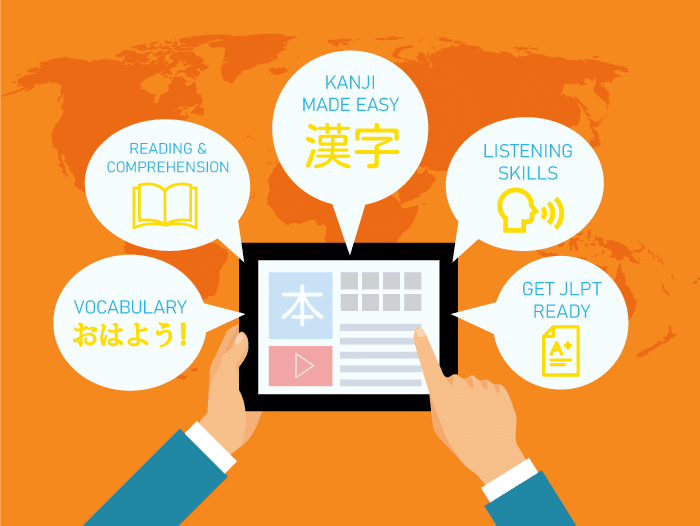 KANJI
MADE EASY
漢字
READING &
COMPREHENSION
LISTENING
SKILLS
VOCABULARY
おはよう!
GET JLPT
READY
A+
本